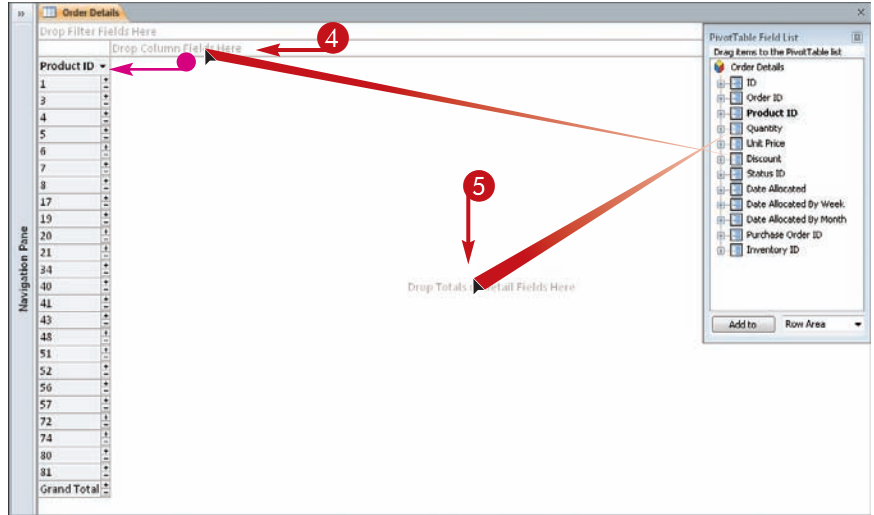 »
Order Details
×
Drop Filter Fields Here
Drop Column Fields Here
4
Product ID
1
3
4
5
6
7
8
17
19
20
21
34
40
41
43
48
51
52
56
57
72
74
80
81
Grand Total
Navigation Pane
5
Drop Totals Detail Fields Here
PivotTable Field List
Drag items to the PivotTable list
Order Details
ID
Order ID
Product ID
Quantity
Unit Price
Discount
Status ID
Date Allocated
Date Allocated By Week
Date Allocated By Month
Purchase Order ID
Inventory ID
Add to
Row Area